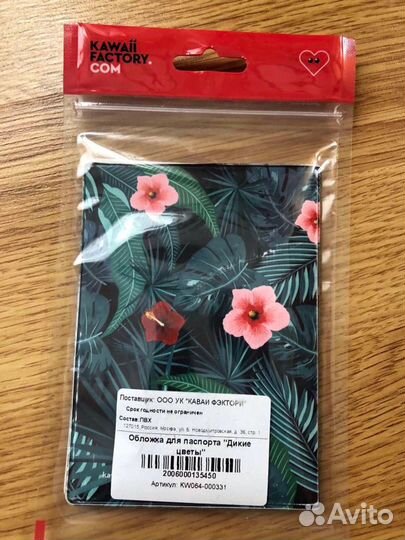 KAWAII
FACTORY
.COM
Поставщик: ООО УК "КАВАИ ФЭКТОРИ"
Срок годности не ограничен
Состав:ПВХ
127015, Россия, Москва, ул. Б. Новодмитровская, д. 36, стр. 1
Обложка для паспорта "Дикие
цветы"
2006000135450
Артикул: KW064-000331
Avito